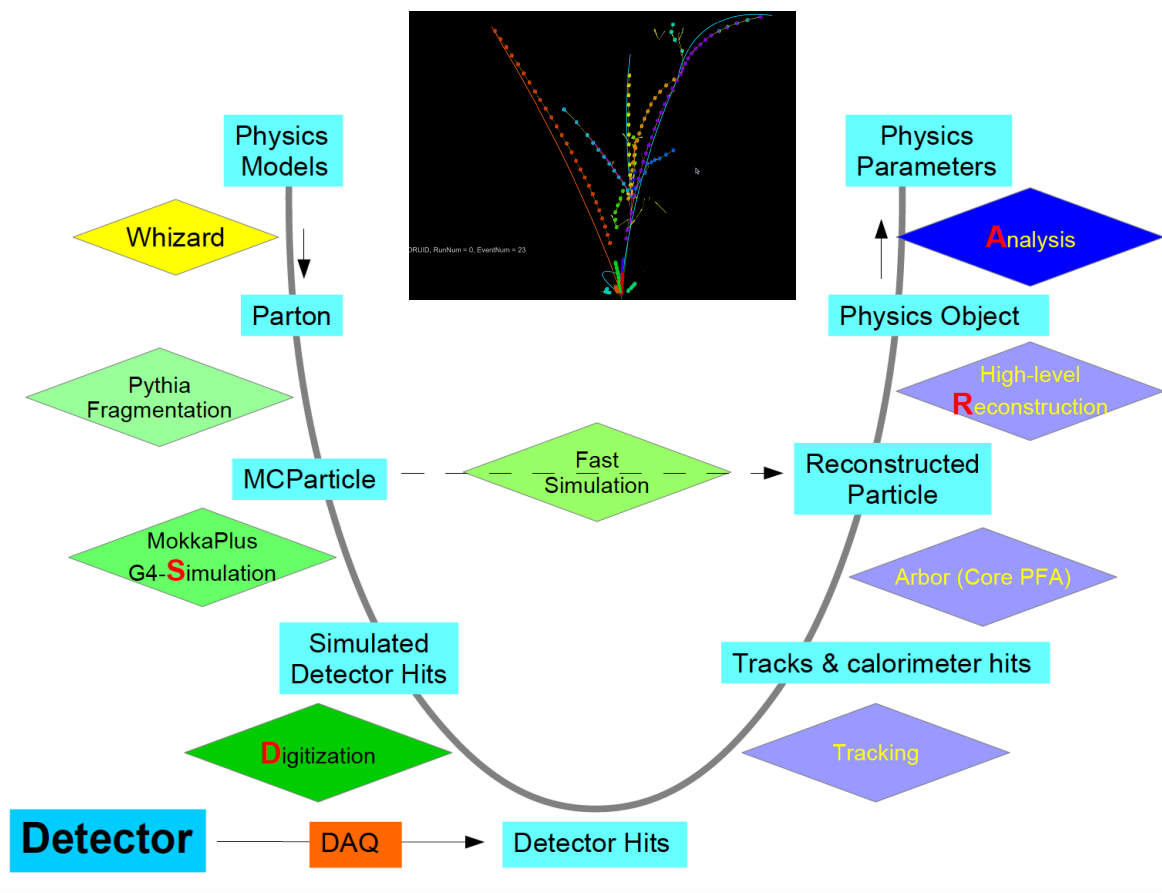 DRUID, RunNum = 0, EventNum = 23
Physics
Models
Whizard
Parton
Pythia
Fragmentation
MCParticle
MokkaPlus
G4-Simulation
Simulated
Detector Hits
Digitization
Detector
DAQ
Detector Hits
Fast
Simulation
Physics
Parameters
Analysis
Physics Object
High-level
Reconstruction
Reconstructed
Particle
Arbor (Core PFA)
Tracks & calorimeter hits
Tracking